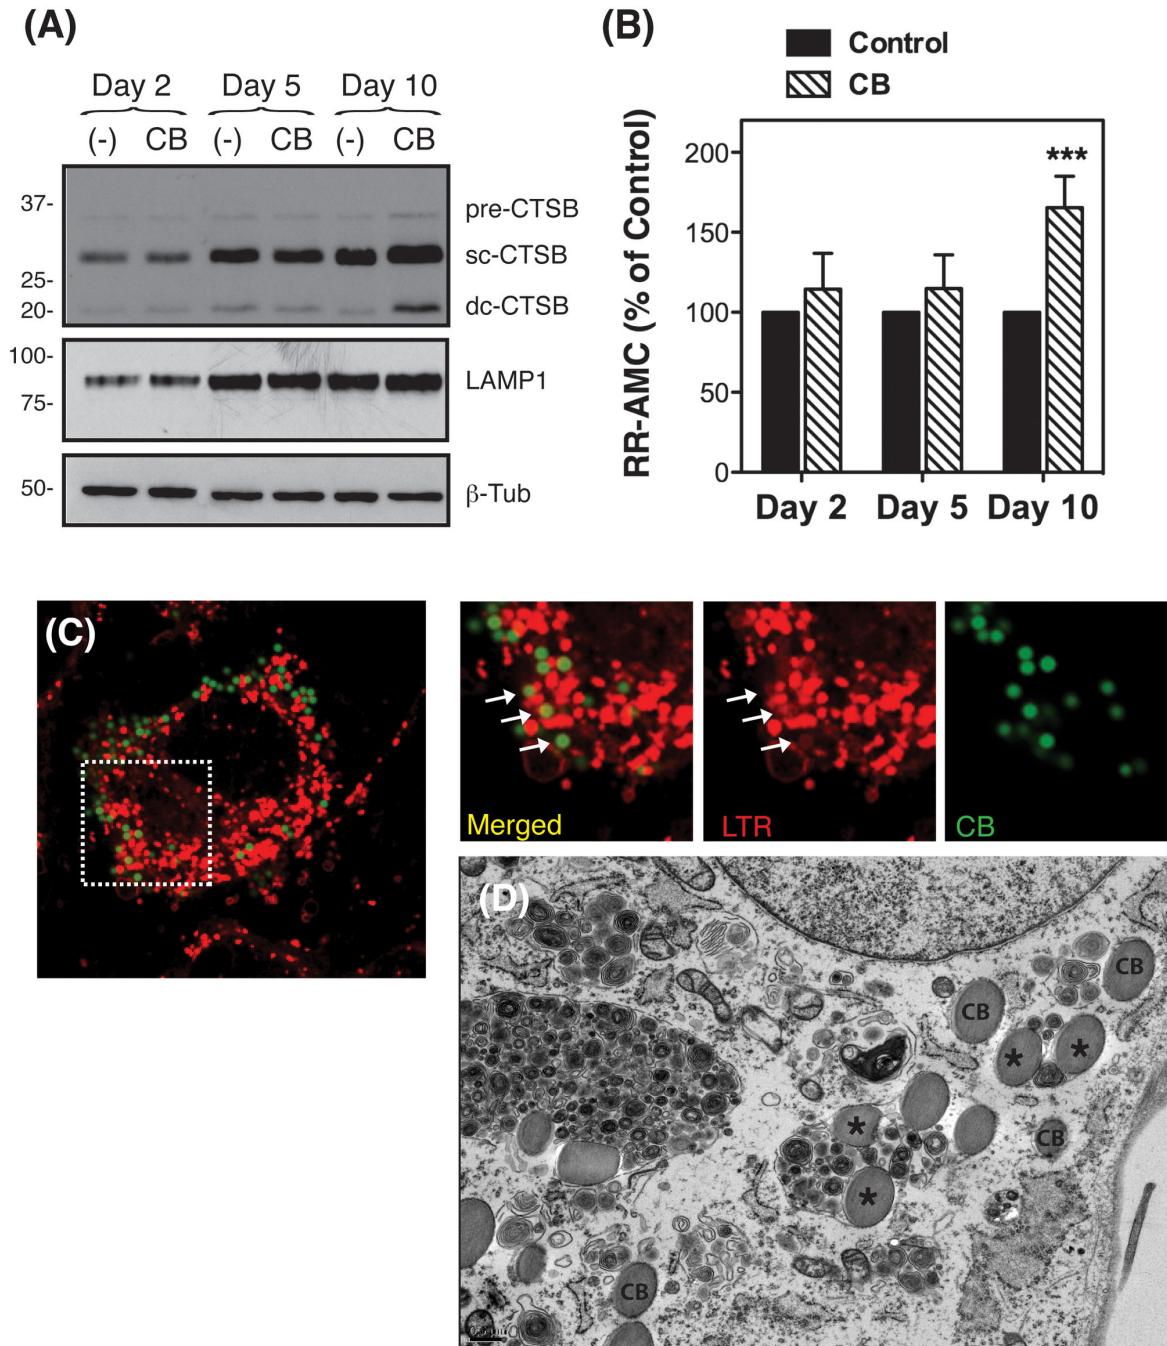 (A)
Day 2 Day 5 Day 10
(-) CB (-) CB (-) CB
37-
25-
20-
pre-CTSB
sc-CTSB
dc-CTSB
100-
75-
LAMP1
50-
β-Tub
(B)
Control
CB
RR-AMC (% of Control)
200
150
100
50
0
***
Day 2 Day 5 Day 10
(C)
Merged
LTR
CB
(D)
CB
CB
* *
*
CB
*
CB